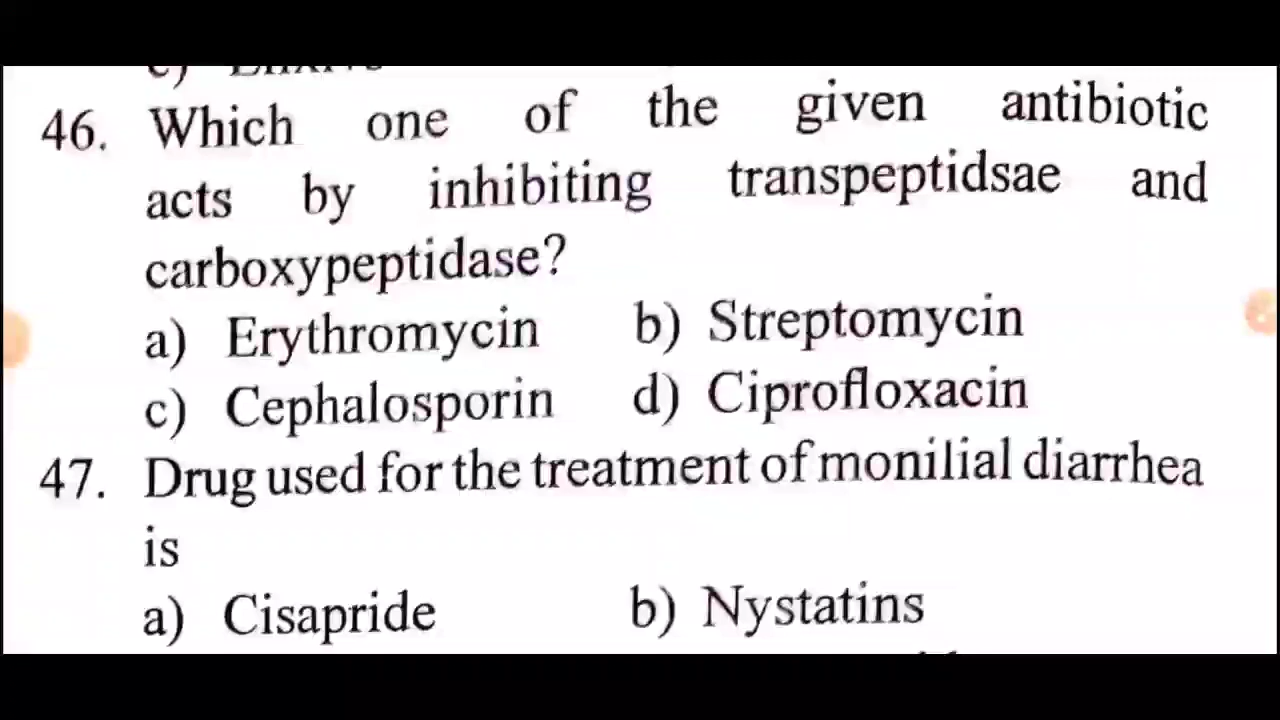 46. Which one of the given antibiotic
acts by inhibiting transpeptidsae and
carboxypeptidase?
a) Erythromycin b) Streptomycin
c) Cephalosporin d) Ciprofloxacin
47. Drug used for the treatment of monilial diarrhea
is
a) Cisapride b) Nystatins